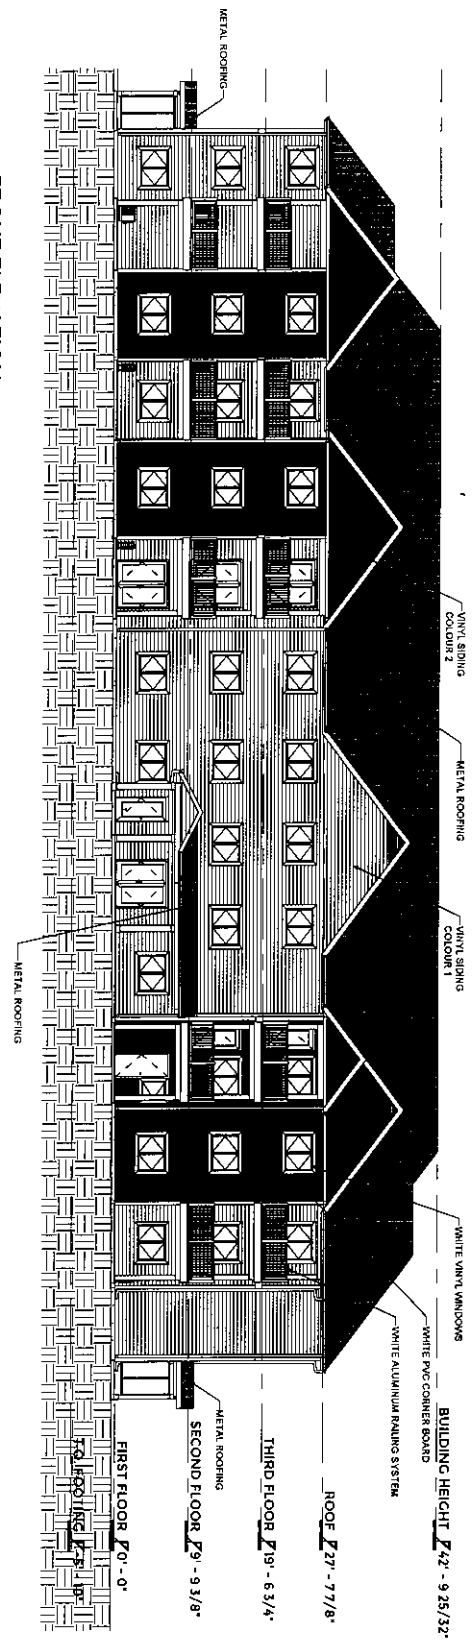 METAL ROOFING
VINYL SIDING
COLOUR 2
METAL ROOFING
VINYL SIDING
COLOUR 1
WHITE VINYL WINDOWS
WHITE PVC CORNER BOARD
WHITE ALUMINUM RAILING SYSTEM
METAL ROOFING
METAL ROOFING
BUILDING HEIGHT 42' - 9 25/32"
ROOF 27' - 7 7/8"
THIRD FLOOR 19' - 6 3/4"
SECOND FLOOR 9' - 9 3/8"
FIRST FLOOR 0' - 0"
T.O. FOOTING